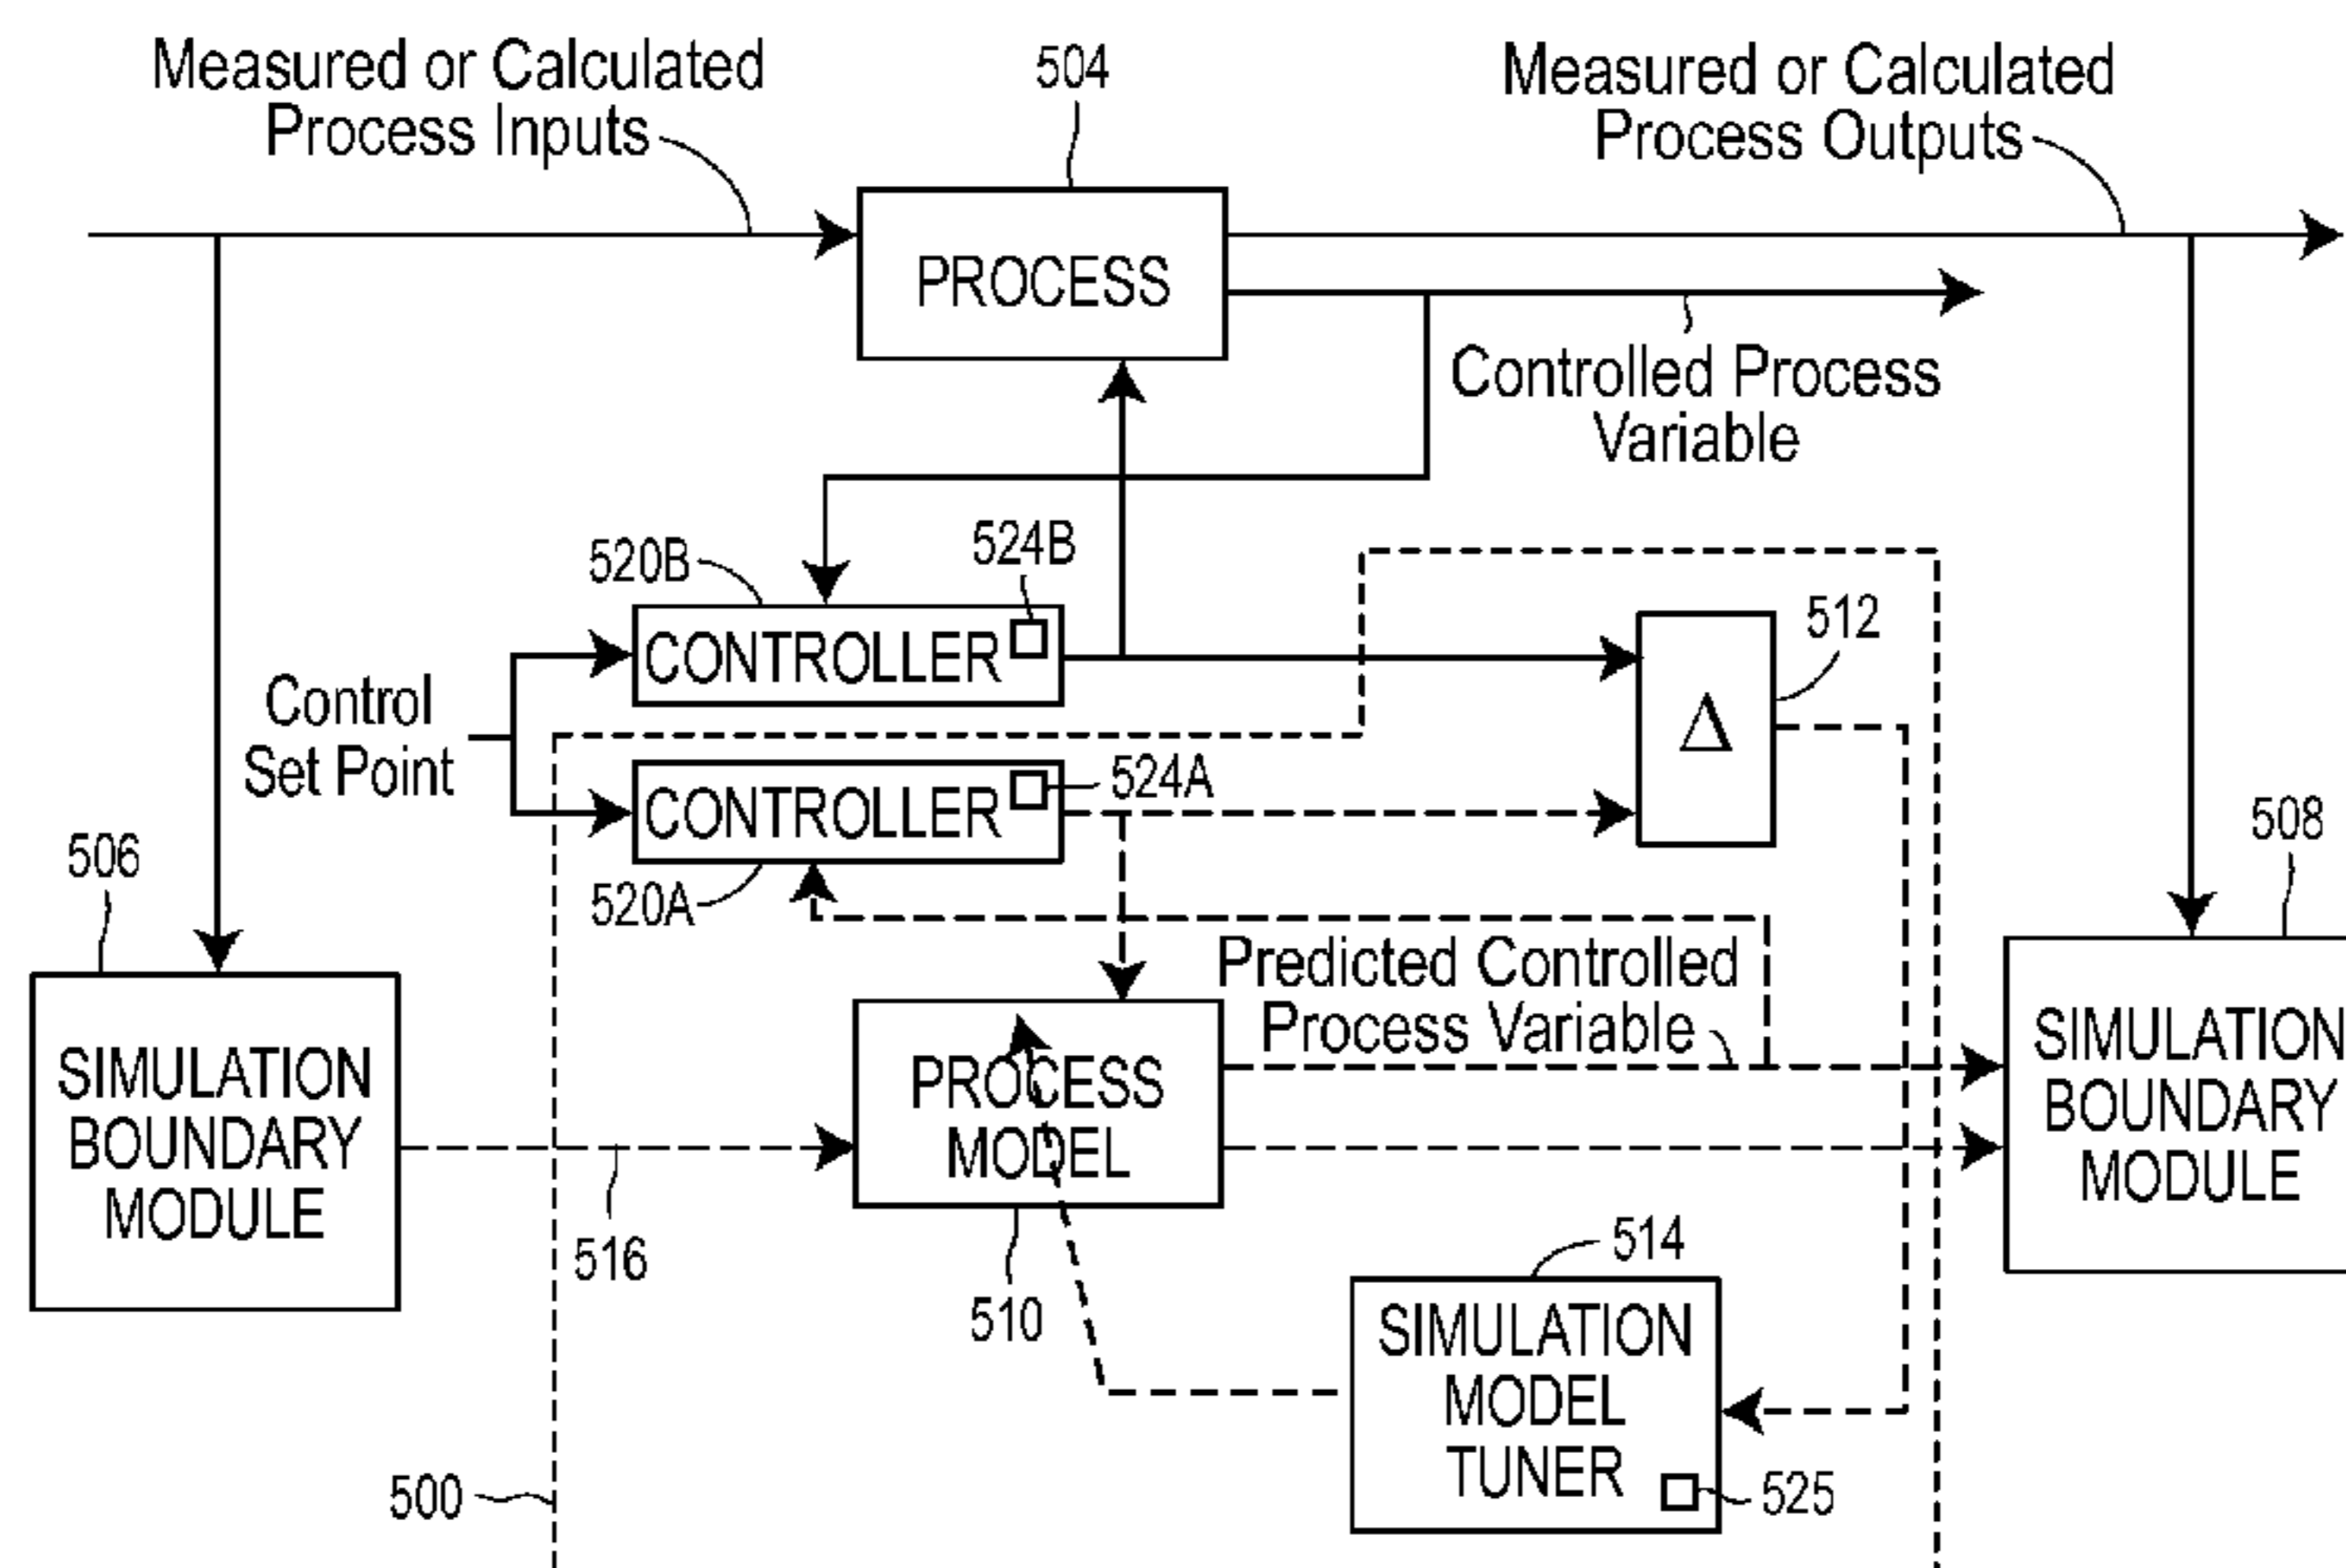 Measured or Calculated
Process Inputs
504
Measured or Calculated
Process Outputs
PROCESS
Controlled Process
Variable
520B
524B
512
CONTROLLER
Δ
Control
Set Point
524A
CONTROLLER
508
506
520A
Predicted Controlled
Process Variable
SIMULATION
BOUNDARY
MODULE
PROCESS
MODEL
SIMULATION
BOUNDARY
MODULE
516
510
514
SIMULATION
MODEL
TUNER
500
525